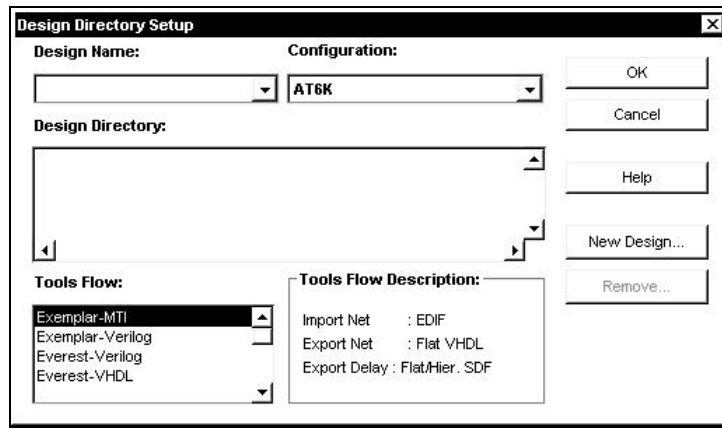 Design Directory Setup
Design Name:
Configuration:
AT6K
OK
Cancel
Design Directory:
Help
New Design...
Remove...
Tools Flow:
Exemplar-MTI
Exemplar-Verilog
Everest-Verilog
Everest-VHDL
Tools Flow Description:
Import Net : EDIF
Export Net : Flat VHDL
Export Delay : Flat/Hier. SDF